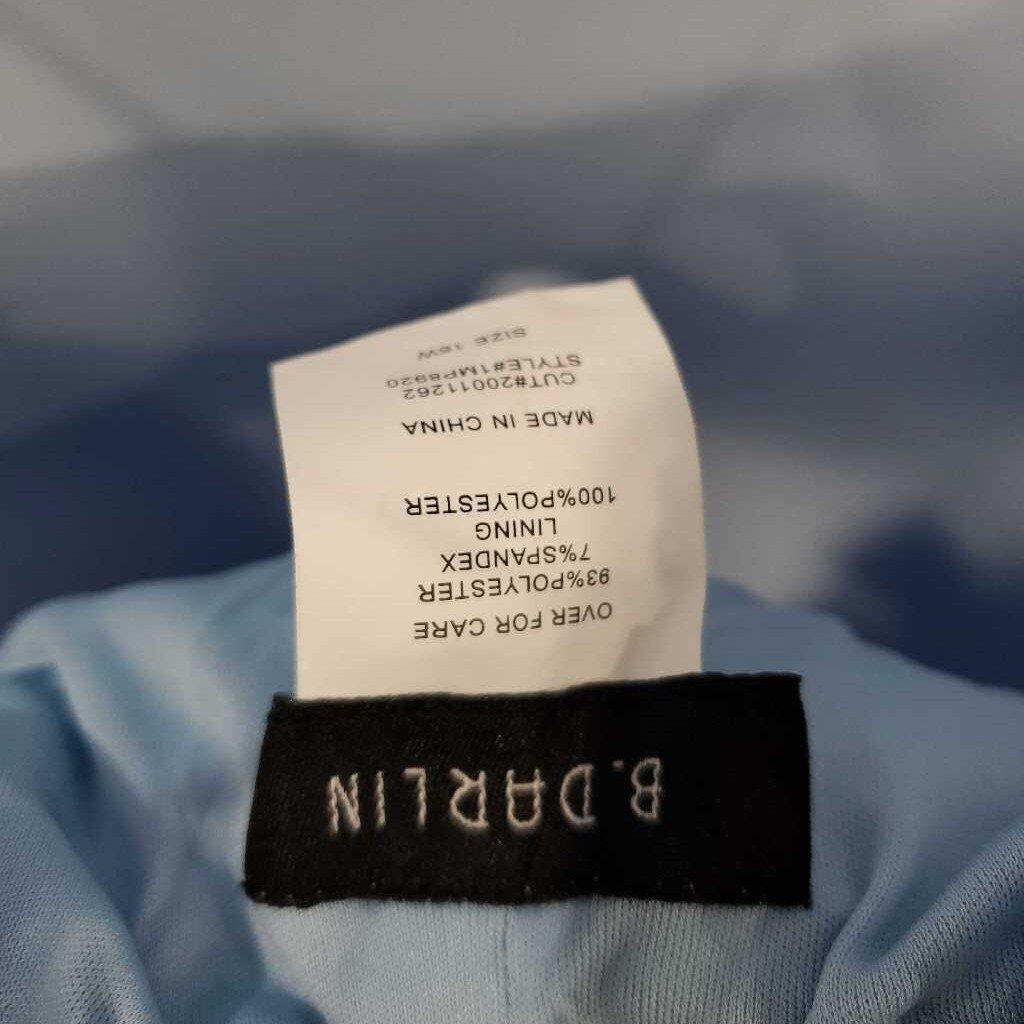 B.DARLIN
OVER FOR CARE
93%POLYESTER
7%SPANDEX
LINING
100%POLYESTER
MADE IN CHINA
CUT#20011262
STYLE#1MP8920
SIZE 16W